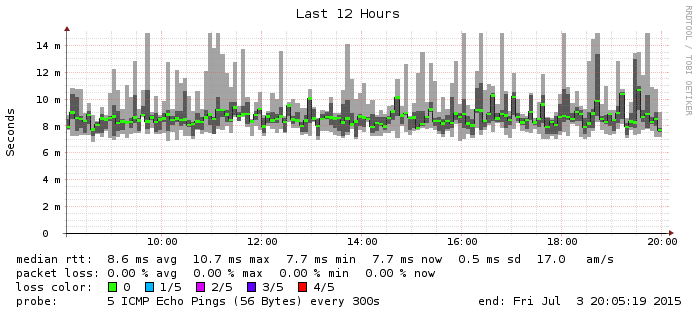 Last 12 Hours
RRDTOOL / TOBI OETIKER
Seconds
14 m
12 m
10 m
8 m
6 m
4 m
2 m
0
10:00 12:00 14:00 16:00 18:00 20:00
median rtt: 8.6 ms avg 10.7 ms max 7.7 ms min 7.7 ms now 0.5 ms sd 17.0 am/s
packet loss: 0.00 % avg 0.00 % max 0.00 % min 0.00 % now
loss color: 0 1/5 2/5 3/5 4/5
probe: 5 ICMP Echo Pings (56 Bytes) every 300s end: Fri Jul 3 20:05:19 2015